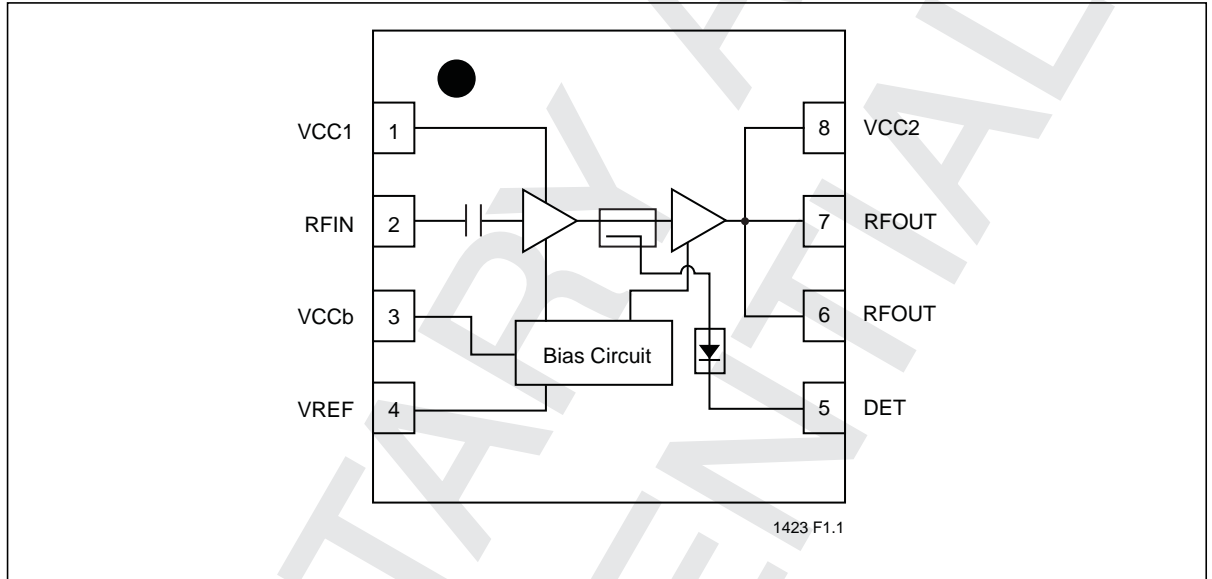 VCC1 1
RFIN 2
VCCb 3
VREF 4
Bias Circuit
8 VCC2
7 RFOUT
6 RFOUT
5 DET
1423 F1.1